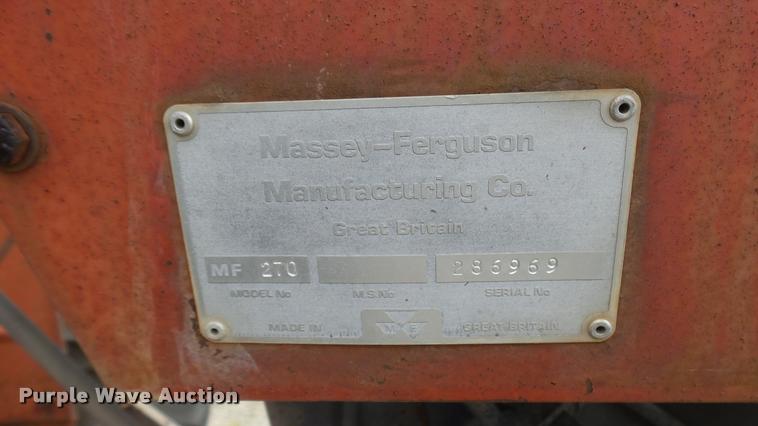 Massey-Ferguson
Manufacturing Co.
Great Britain
MF 270 286969
MODEL No M.S.No SERIAL No
MADE IN MF GREAT BRITAIN
Purple Wave Auction